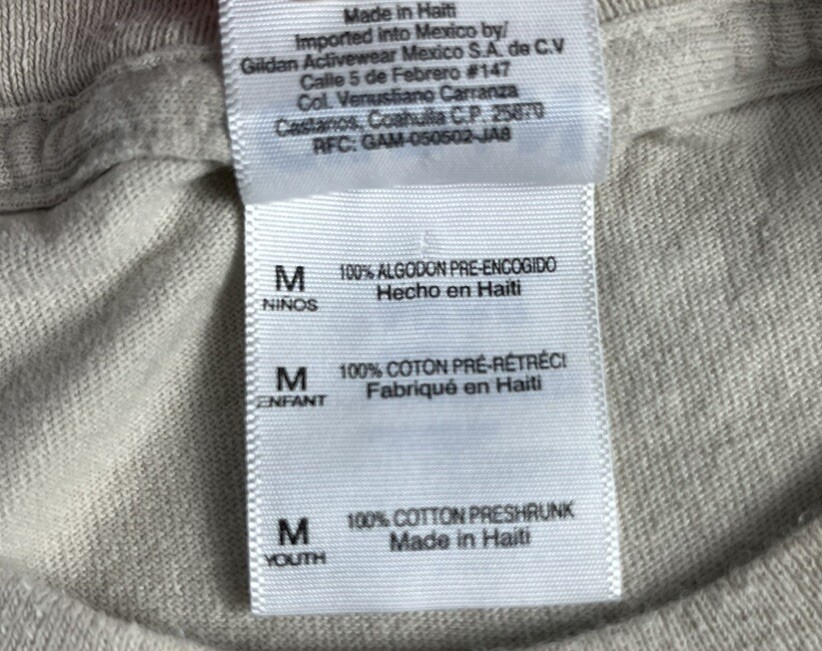 Made in Haiti
Imported into Mexico by/
Gildan Activewear Mexico S.A. de C.V
Calle 5 de Febrero #147
Col. Venustiano Carranza
Castanos, Coahuila C.P. 25870
RFC: GAM-050502-JA8
M 100% ALGODON PRE-ENCOGIDO
NIÑOS Hecho en Haiti
M 100% COTON PRÉ-RÉTRÉCI
ENFANT Fabriqué en Haiti
M 100% COTTON PRESHRUNK
YOUTH Made in Haiti